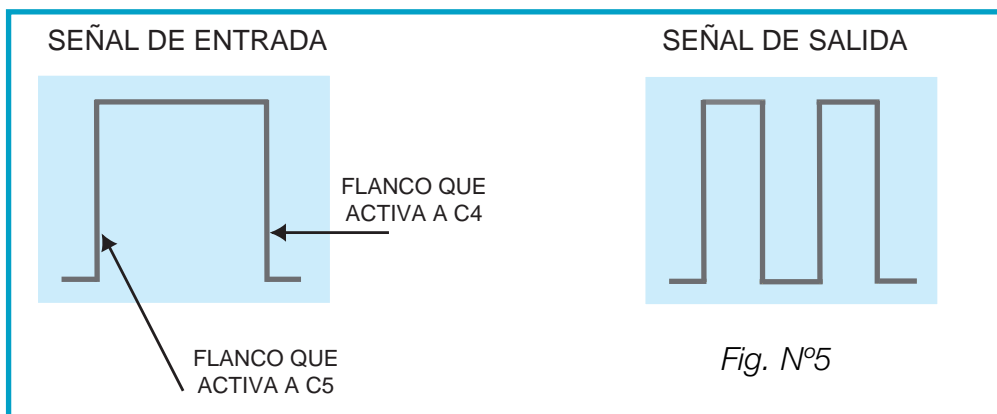 SEÑAL DE ENTRADA
SEÑAL DE SALIDA
FLANCO QUE
ACTIVA A C4
FLANCO QUE
ACTIVA A C5
Fig. Nº5